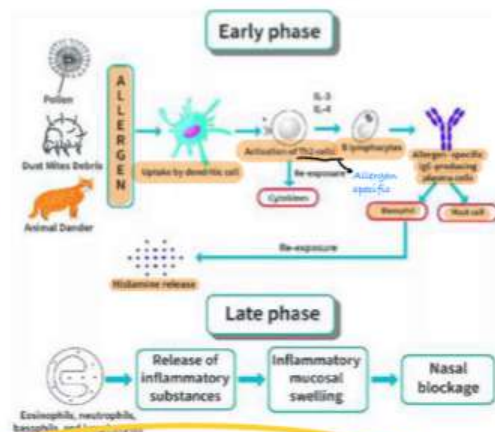 Early phase
Pollen
Dust Mites Debris
Animal Dander
ALLERGEN
Uptake by dendritic cell
Activation of Th2-cells
IL-3
IL-4
B lymphocytes
Re-exposure
Allergen
specific
Cytokines
Allergen-specific
IgE-producing
plasma cells
Basophil
Mast cell
Re-exposure
Histamine release
Late phase
Eosinophils, neutrophils,
basophils, and
Release of
inflammatory
substances
Inflammatory
mucosal
swelling
Nasal
blockage